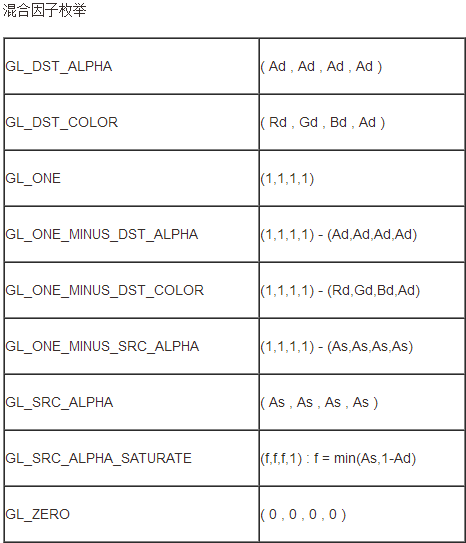 混合因子枚举
GL_DST_ALPHA ( Ad , Ad , Ad , Ad )
GL_DST_COLOR ( Rd , Gd , Bd , Ad )
GL_ONE (1,1,1,1)
GL_ONE_MINUS_DST_ALPHA (1,1,1,1) - (Ad,Ad,Ad,Ad)
GL_ONE_MINUS_DST_COLOR (1,1,1,1) - (Rd,Gd,Bd,Ad)
GL_ONE_MINUS_SRC_ALPHA (1,1,1,1) - (As,As,As,As)
GL_SRC_ALPHA ( As , As , As , As )
GL_SRC_ALPHA_SATURATE (f,f,f,1) : f = min(As,1-Ad)
GL_ZERO ( 0 , 0 , 0 , 0 )